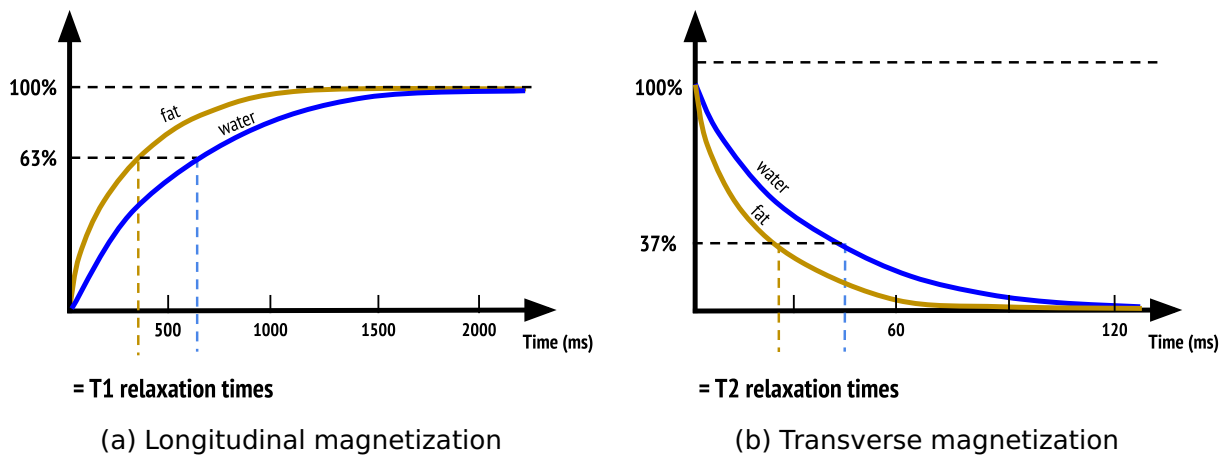 100%
fat
water
63%
500 1000 1500 2000
Time (ms)
= T1 relaxation times
(a) Longitudinal magnetization
100%
water
fat
37%
60 120
Time (ms)
= T2 relaxation times
(b) Transverse magnetization